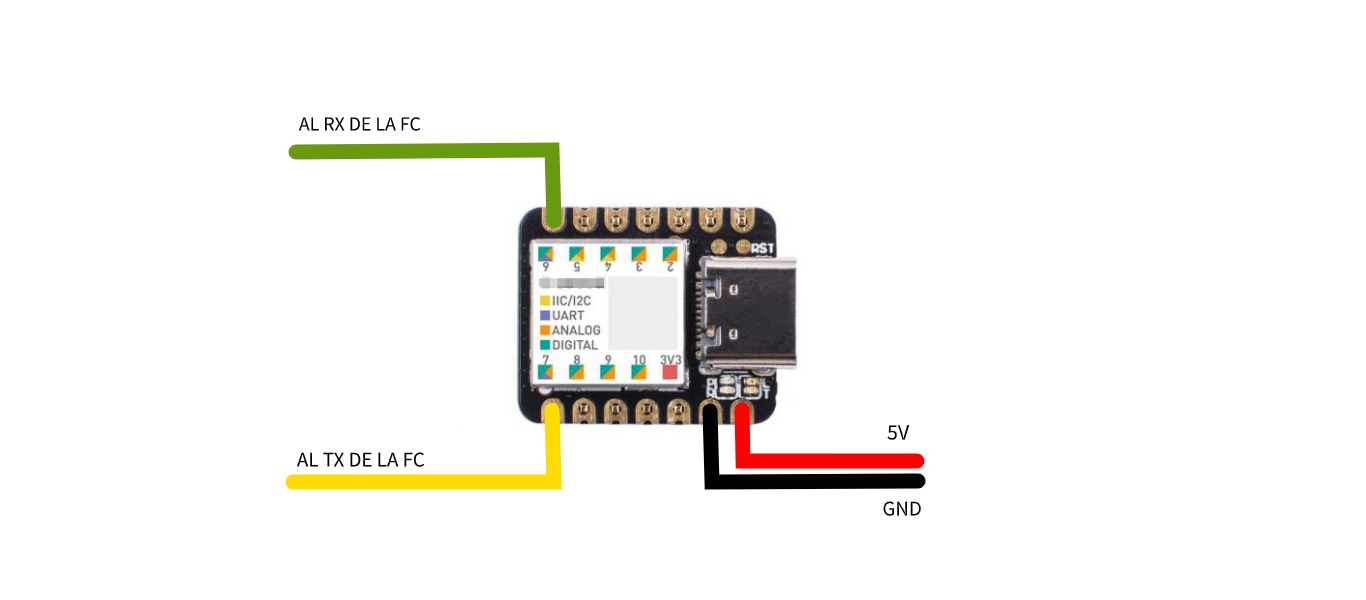 AL RX DE LA FC
RST
6 5 4 3 2
IIC/I2C
UART
ANALOG
DIGITAL
7 8 9 10 3V3
5V
AL TX DE LA FC
GND